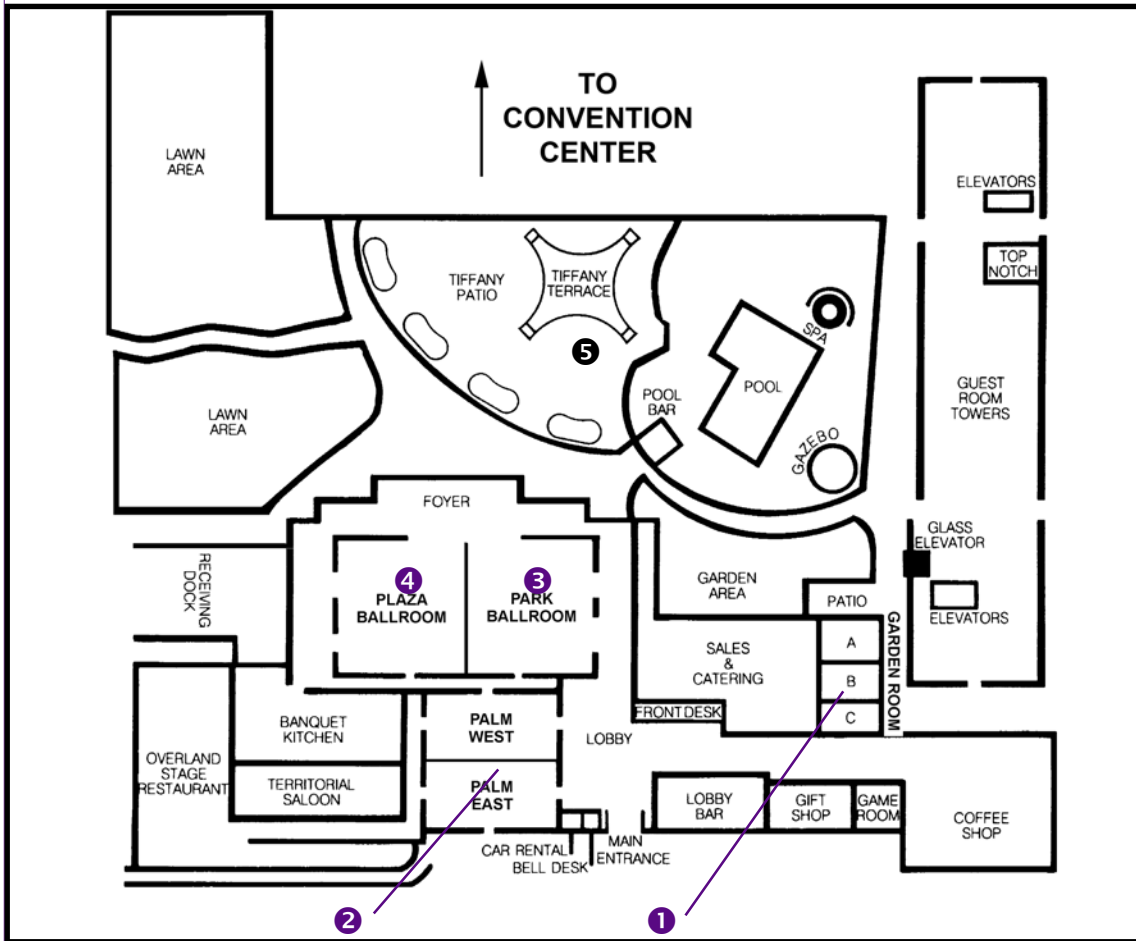 TO
CONVENTION
CENTER
LAWN
AREA
ELEVATORS
TOP
NOTCH
TIFFANY
PATIO
TIFFANY
TERRACE
SPA
5
POOL
BAR
POOL
GUEST
ROOM
TOWERS
LAWN
AREA
GAZEBO
FOYER
GLASS
ELEVATOR
RECEIVING
DOCK
4
PLAZA
BALLROOM
3
PARK
BALLROOM
GARDEN
AREA
PATIO
ELEVATORS
GARDEN ROOM
A
B
C
SALES
&
CATERING
FRONT DESK
BANQUET
KITCHEN
PALM
WEST
LOBBY
OVERLAND
STAGE
RESTAURANT
TERRITORIAL
SALOON
PALM
EAST
LOBBY
BAR
GIFT
SHOP
GAME
ROOM
COFFEE
SHOP
CAR RENTAL
BELL DESK
MAIN
ENTRANCE
2
1